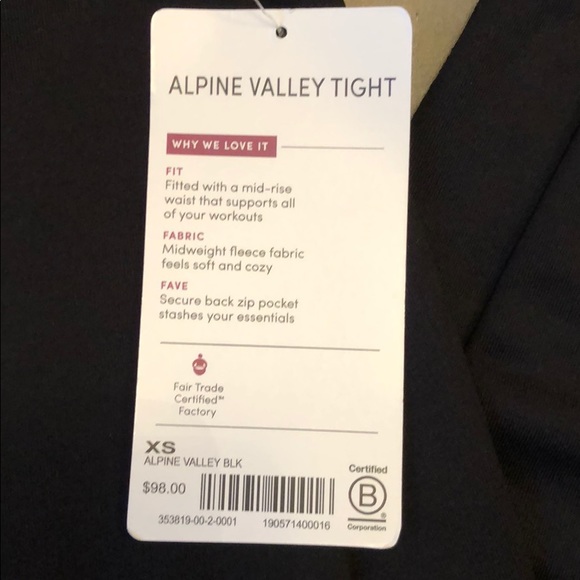 ALPINE VALLEY TIGHT
WHY WE LOVE IT
FIT
Fitted with a mid-rise
waist that supports all
of your workouts
FABRIC
Midweight fleece fabric
feels soft and cozy
FAVE
Secure back zip pocket
stashes your essentials
Fair Trade
Certified™
Factory
XS
ALPINE VALLEY BLK
$98.00
353819-00-2-0001 190571400016
Certified
B
®
Corporation